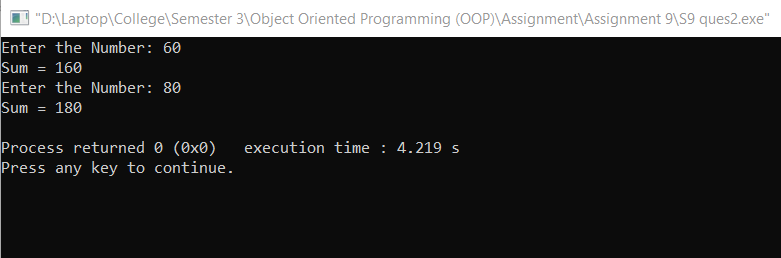 "D:\Laptop\College\Semester 3\Object Oriented Programming (OOP)\Assignment\Assignment 9\S9 ques2.exe"
Enter the Number: 60
Sum = 160
Enter the Number: 80
Sum = 180
Process returned 0 (0x0)   execution time : 4.219 s
Press any key to continue.